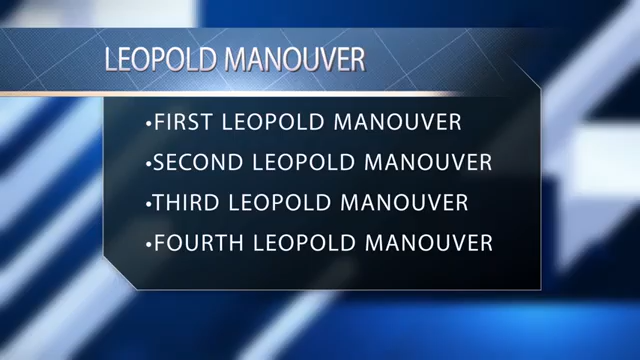 LEOPOLD MANOUVER
•FIRST LEOPOLD MANOUVER
•SECOND LEOPOLD MANOUVER
•THIRD LEOPOLD MANOUVER
•FOURTH LEOPOLD MANOUVER